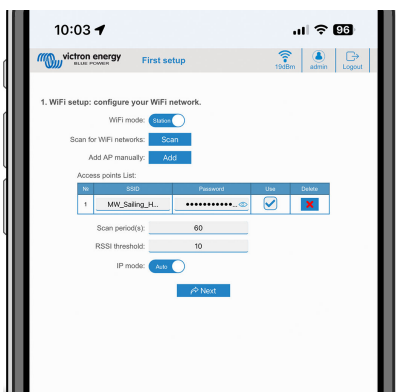 10:03
96
victron energy
BLUE POWER
First setup
19dBm
admin
Logout
1. WiFi setup: configure your WiFi network.
WiFi mode: Station
Scan for WiFi networks: Scan
Add AP manually: Add
Access points List:
№ SSID Password Use Delete
1 MW_Sailing_H... •••••••••••...
Scan period(s): 60
RSSI threshold: 10
IP mode: Auto
Next